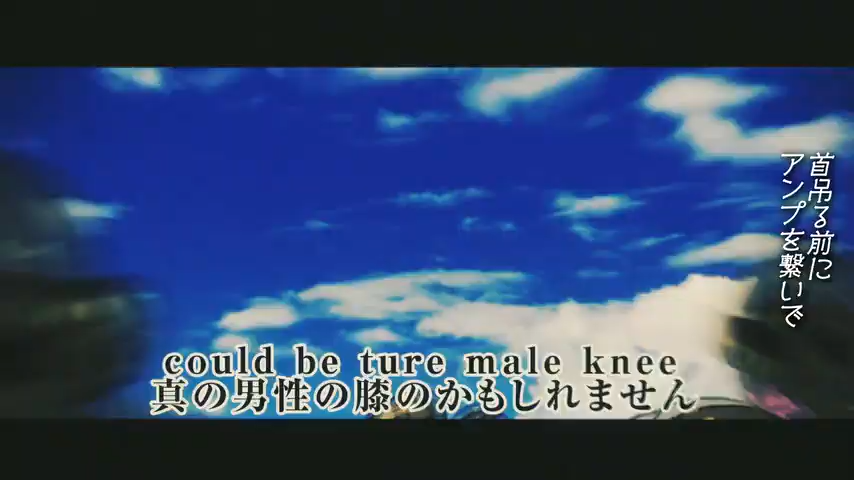 首吊る前に
アンプを繋いで
could be ture male knee
真の男性の膝のかもしれません